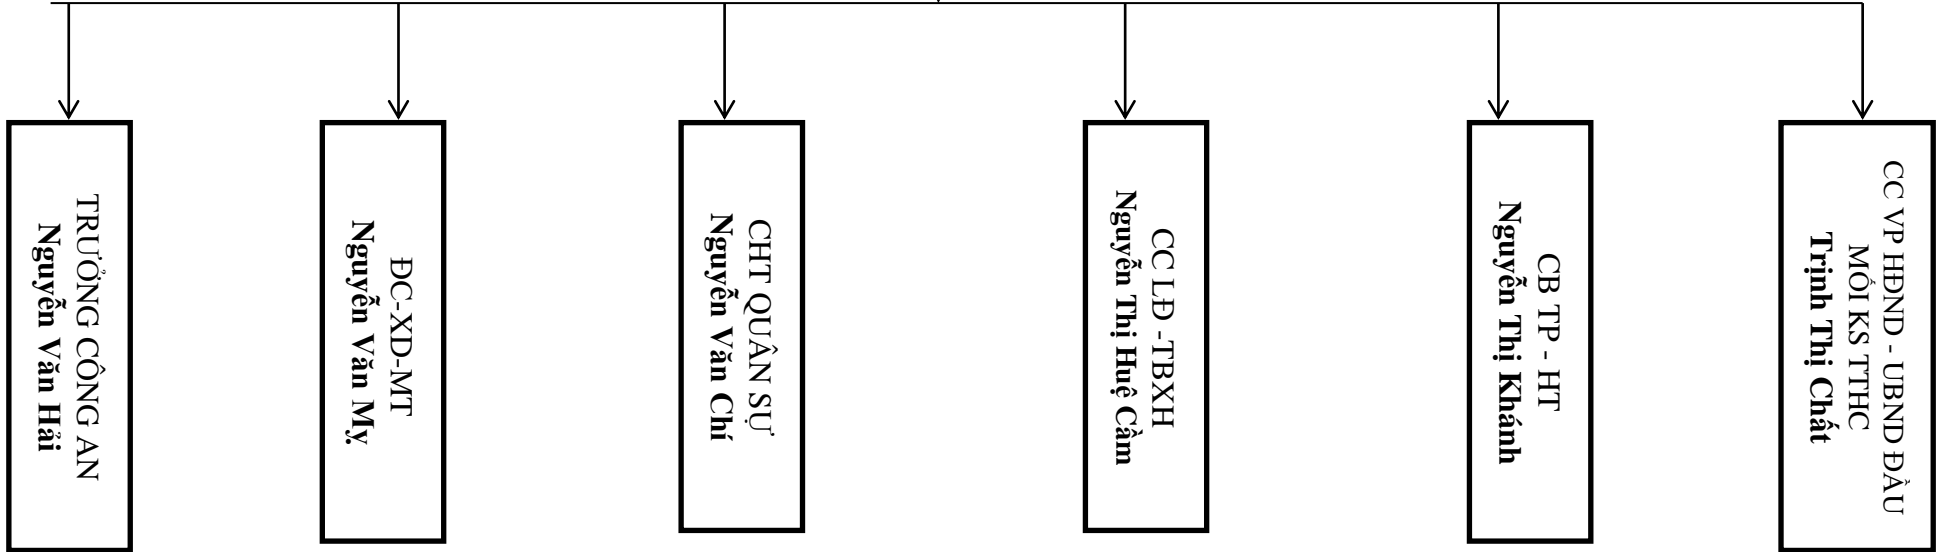 TRƯỞNG CÔNG AN
Nguyễn Văn Hải
ĐC-XD-MT
Nguyễn Văn Mỵ
CHT QUÂN SỰ
Nguyễn Văn Chí
CC LĐ -TBXH
Nguyễn Thị Huệ Cầm
CB TP - HT
Nguyễn Thị Khánh
CC VP HĐND - UBND ĐẦU
MỐI KS TTHC
Trịnh Thị Chất